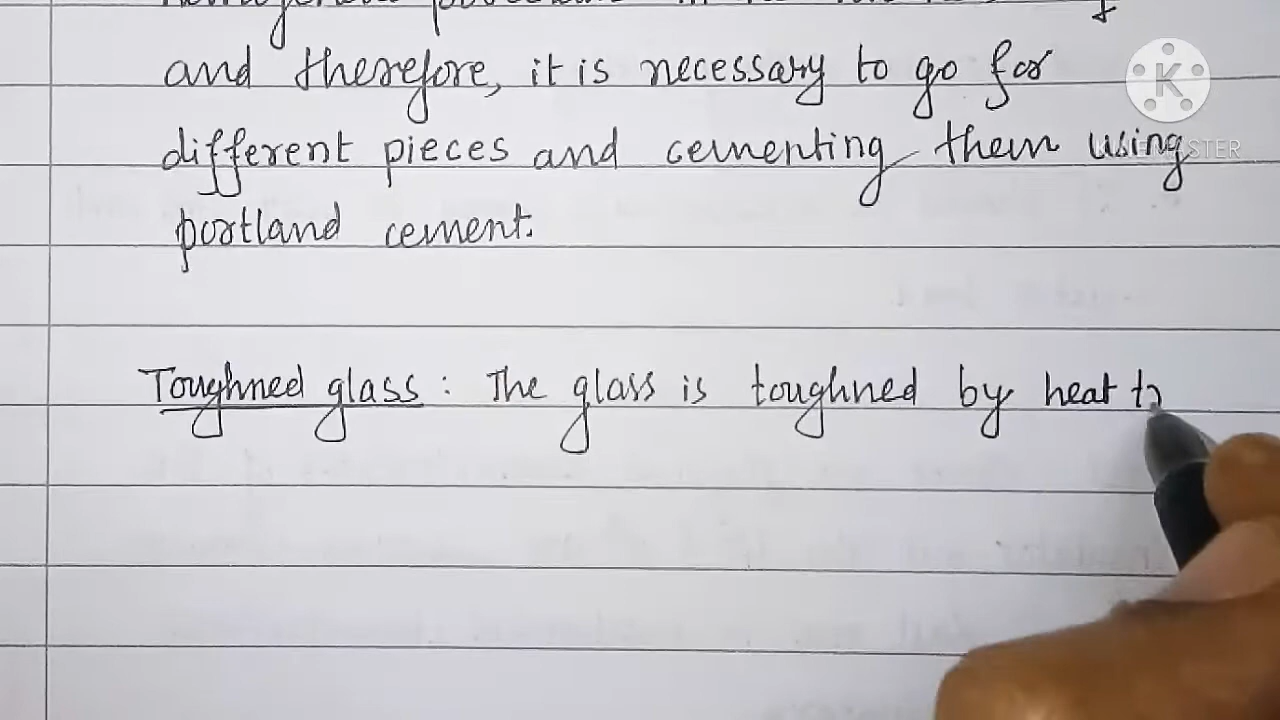 and therefore, it is necessary to go for
different pieces and cementing them using
portland cement.
Toughned glass : The glass is toughned by heat